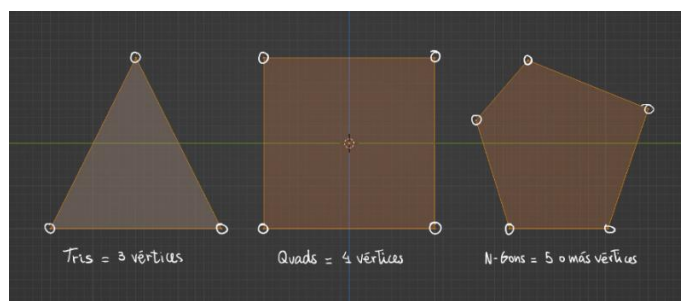 Tris = 3 vértices
Quads = 4 vértices
N-Gons = 5 o más vértices